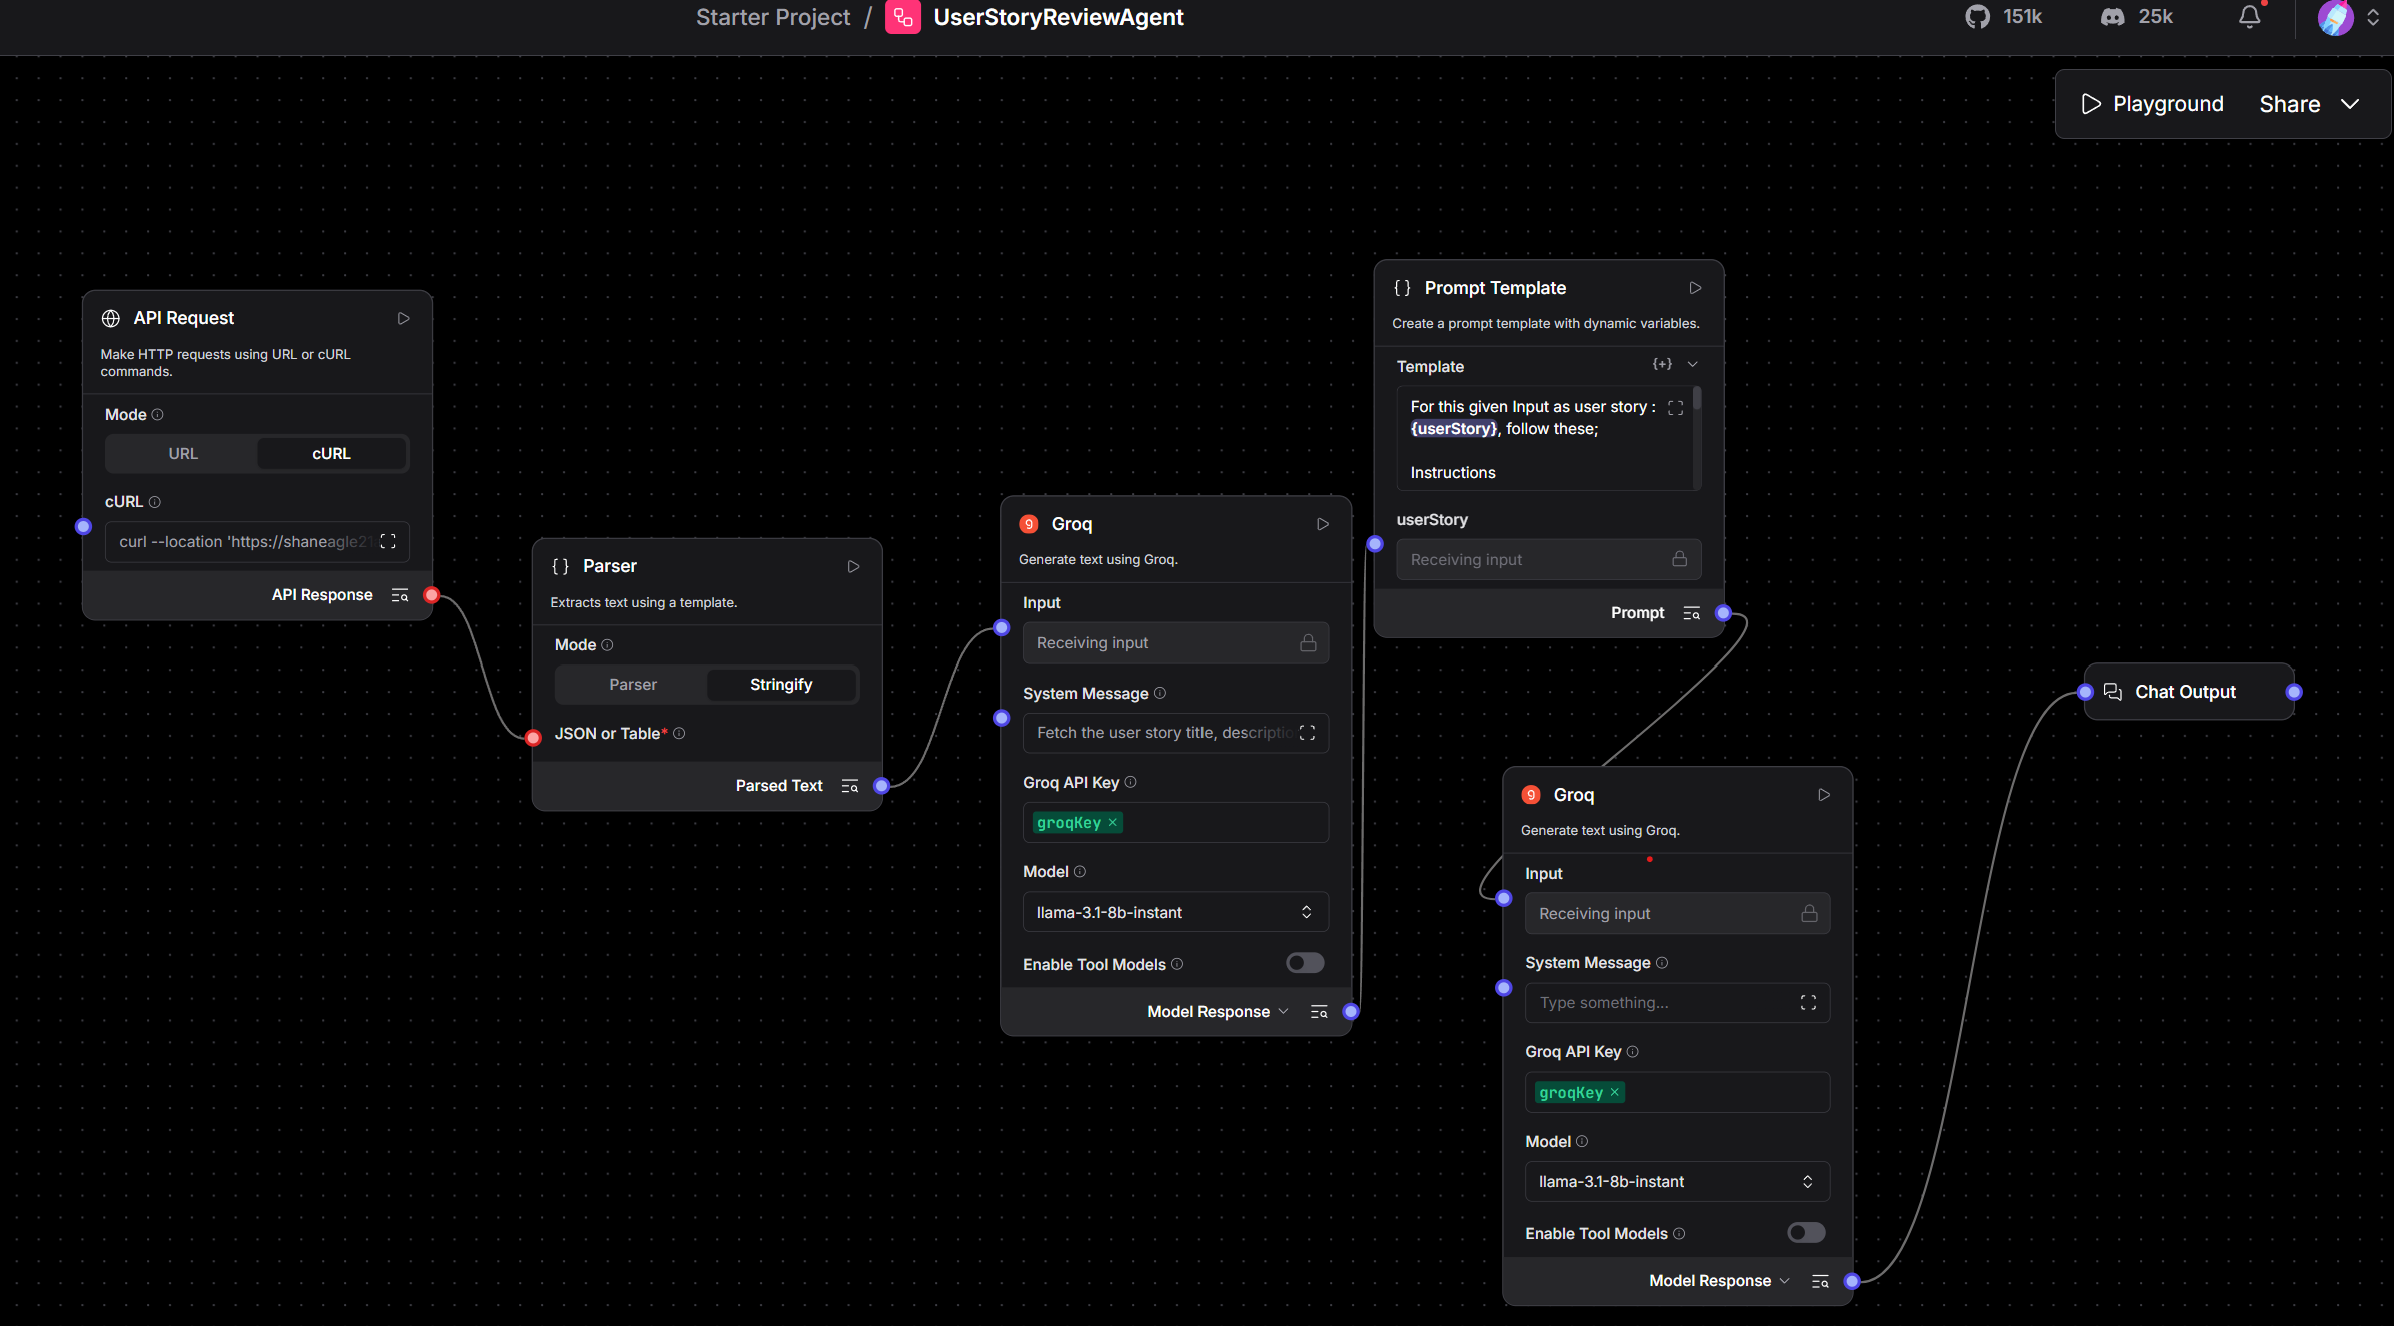 Starter Project / UserStoryReviewAgent
151k
25k
Playground
Share
API Request
Make HTTP requests using URL or cURL
commands.
Mode
URL
cURL
cURL
curl --location 'https://shaneagle21
API Response
Parser
Extracts text using a template.
Mode
Parser
Stringify
JSON or Table*
Parsed Text
Groq
Generate text using Groq.
Input
Receiving input
System Message
Fetch the user story title, descriptio
Groq API Key
groqKey ×
Model
llama-3.1-8b-instant
Enable Tool Models
Model Response
{} Prompt Template
Create a prompt template with dynamic variables.
Template
{+}
For this given Input as user story :
{userStory}, follow these;
Instructions
userStory
Receiving input
Prompt
Groq
Generate text using Groq.
Input
Receiving input
System Message
Type something...
Groq API Key
groqKey ×
Model
llama-3.1-8b-instant
Enable Tool Models
Model Response
Chat Output